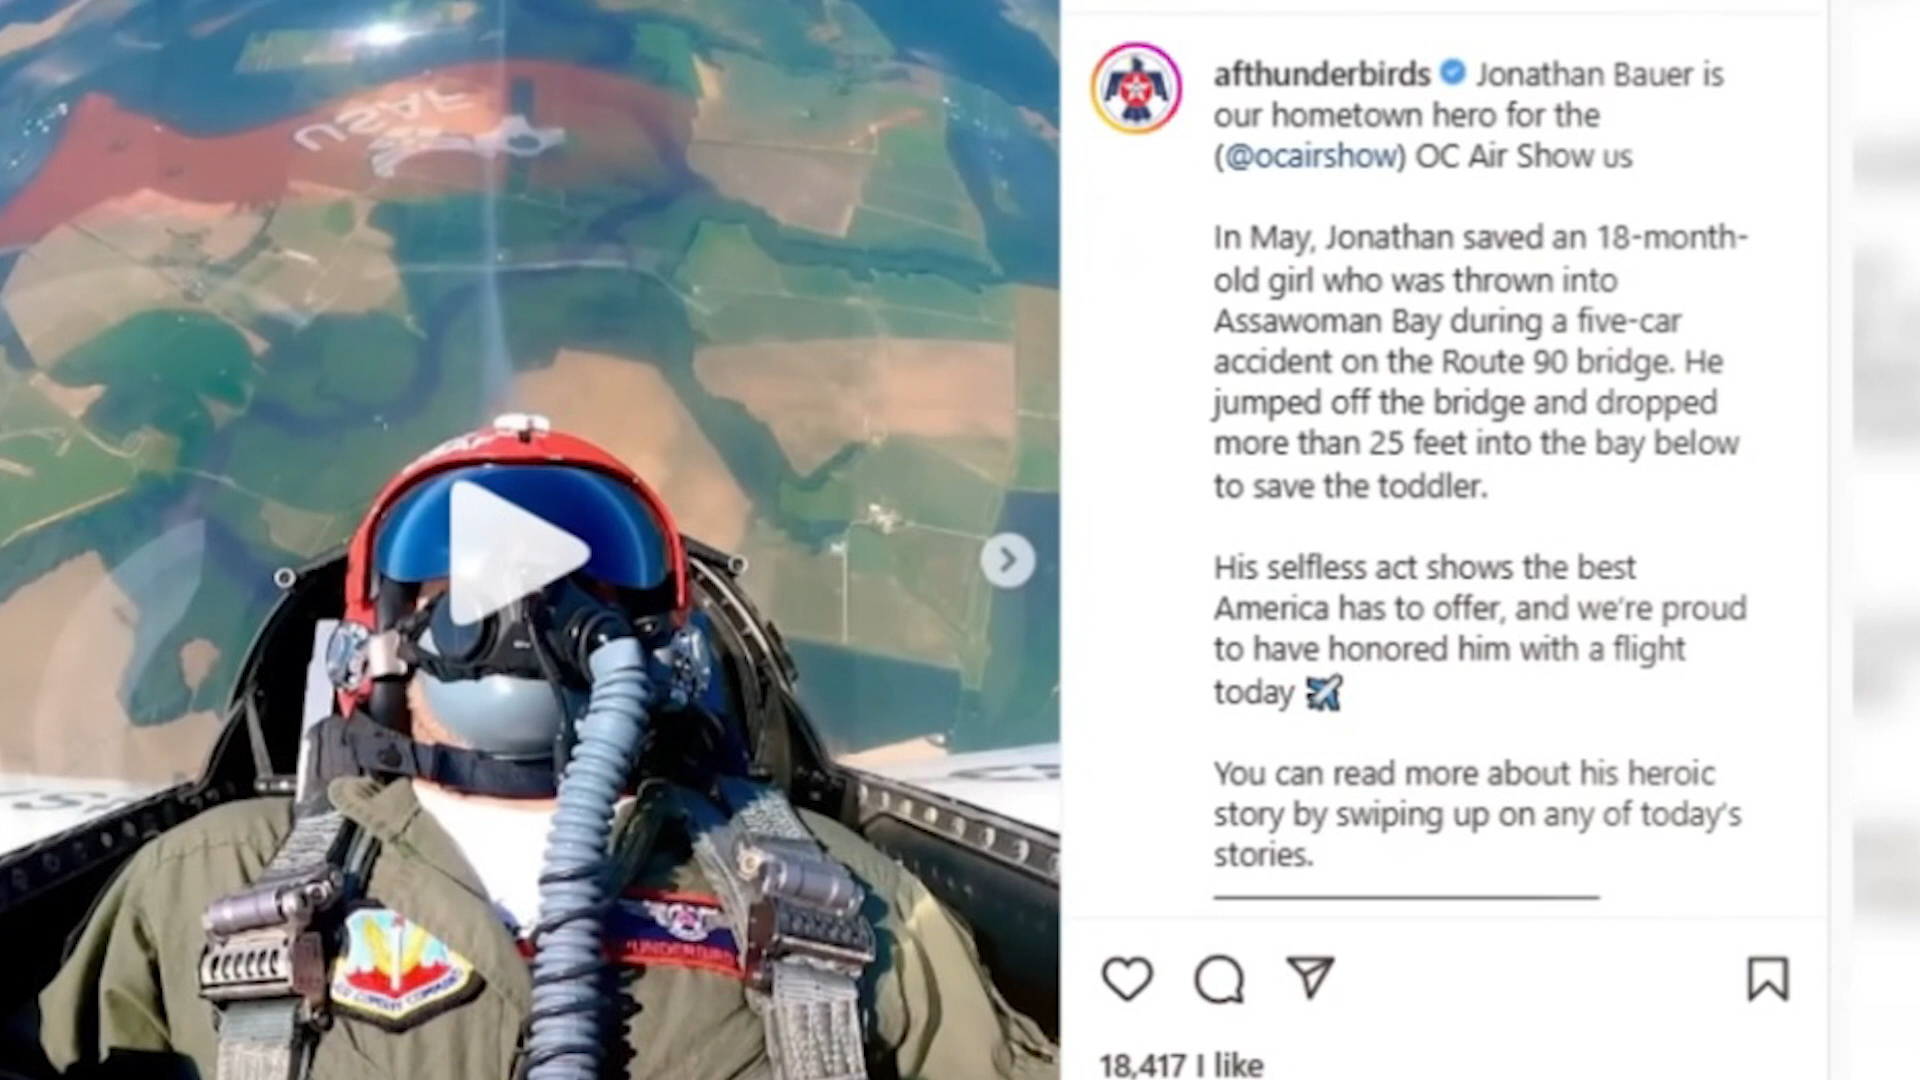 afthunderbirds Jonathan Bauer is
our hometown hero for the
(@ocairshow) OC Air Show us
In May, Jonathan saved an 18-month-
old girl who was thrown into
Assawoman Bay during a five-car
accident on the Route 90 bridge. He
jumped off the bridge and dropped
more than 25 feet into the bay below
to save the toddler.
His selfless act shows the best
America has to offer, and we're proud
to have honored him with a flight
today ✈️
You can read more about his heroic
story by swiping up on any of today's
stories.
18,417 I like
USAF